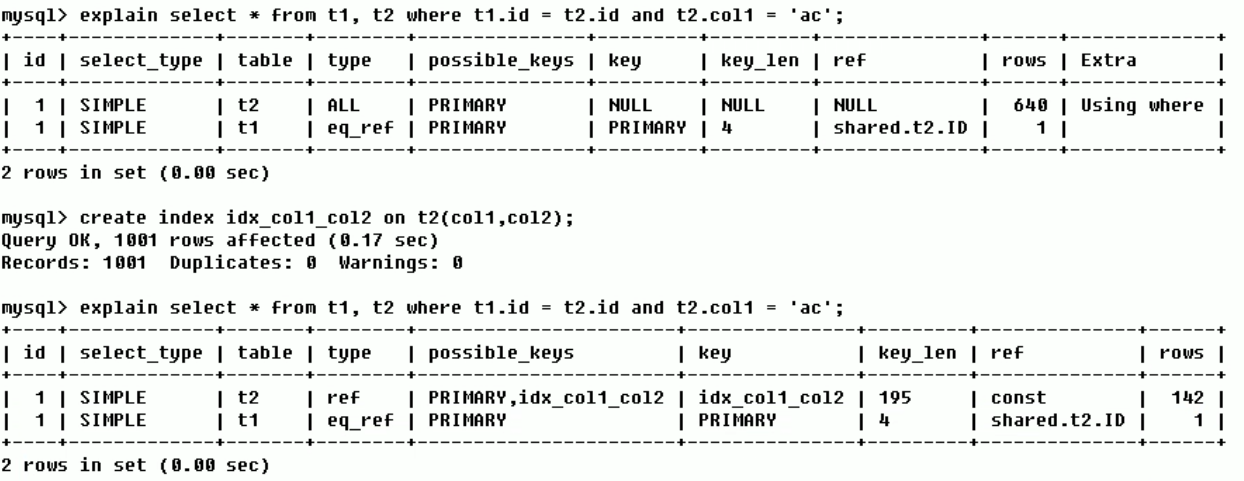 mysql> explain select * from t1, t2 where t1.id = t2.id and t2.col1 = 'ac';
+----+-------------+-------+--------+---------------+---------+---------+--------------+------+-------------+
| id | select_type | table | type   | possible_keys | key     | key_len | ref          | rows | Extra       |
+----+-------------+-------+--------+---------------+---------+---------+--------------+------+-------------+
|  1 | SIMPLE      | t2    | ALL    | PRIMARY       | NULL    | NULL    | NULL         |  640 | Using where |
|  1 | SIMPLE      | t1    | eq_ref | PRIMARY       | PRIMARY | 4       | shared.t2.ID |    1 |             |
+----+-------------+-------+--------+---------------+---------+---------+--------------+------+-------------+
2 rows in set (0.00 sec)
mysql> create index idx_col1_col2 on t2(col1,col2);
Query OK, 1001 rows affected (0.17 sec)
Records: 1001  Duplicates: 0  Warnings: 0
mysql> explain select * from t1, t2 where t1.id = t2.id and t2.col1 = 'ac';
+----+-------------+-------+--------+-----------------------+---------------+---------+--------------+------+
| id | select_type | table | type   | possible_keys         | key           | key_len | ref          | rows |
+----+-------------+-------+--------+-----------------------+---------------+---------+--------------+------+
|  1 | SIMPLE      | t2    | ref    | PRIMARY,idx_col1_col2 | idx_col1_col2 | 195     | const        |  142 |
|  1 | SIMPLE      | t1    | eq_ref | PRIMARY               | PRIMARY       | 4       | shared.t2.ID |    1 |
+----+-------------+-------+--------+-----------------------+---------------+---------+--------------+------+
2 rows in set (0.00 sec)